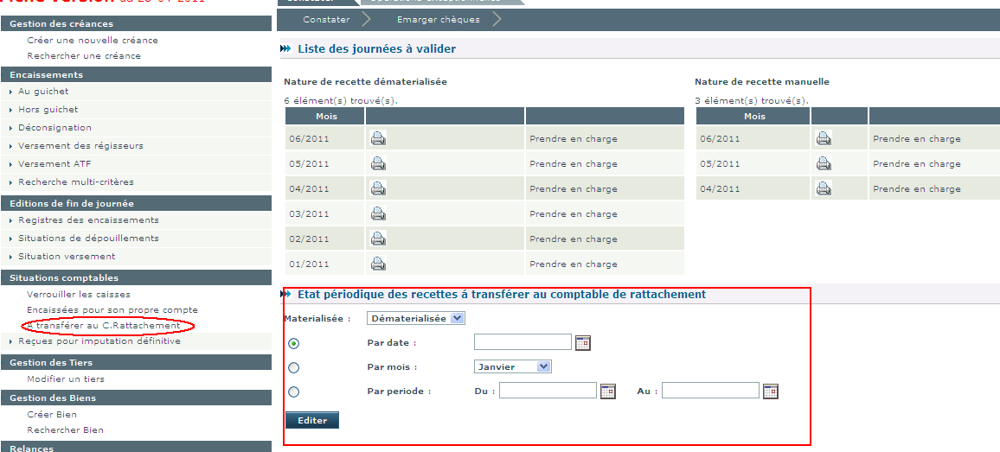 Fiche version du 28-04-2011
Gestion des créances
Créer une nouvelle créance
Rechercher une créance
Encaissements
Au guichet
Hors guichet
Déconsignation
Versement des régisseurs
Versement ATF
Recherche multi-critères
Editions de fin de journée
Registres des encaissements
Situations de dépouillements
Situation versement
Situations comptables
Verrouiller les caisses
Encaissées pour son propre compte
A transférer au C.Rattachement
Reçues pour imputation définitive
Gestion des Tiers
Modifier un tiers
Gestion des Biens
Créer Bien
Rechercher Bien
Relances
Constater Opérations exceptionnelles
Constater Emarger chèques
Liste des journées à valider
Nature de recette dématerialisée
6 élément(s) trouvé(s).
Mois
06/2011 Prendre en charge
05/2011 Prendre en charge
04/2011 Prendre en charge
03/2011 Prendre en charge
02/2011 Prendre en charge
01/2011 Prendre en charge
Nature de recette manuelle
3 élément(s) trouvé(s).
Mois
06/2011 Prendre en charge
05/2011 Prendre en charge
04/2011 Prendre en charge
Etat périodique des recettes á transférer au comptable de rattachement
Materialisée : Dématerialisée
Par date :
Par mois : Janvier
Par periode : Du : Au :
Editer